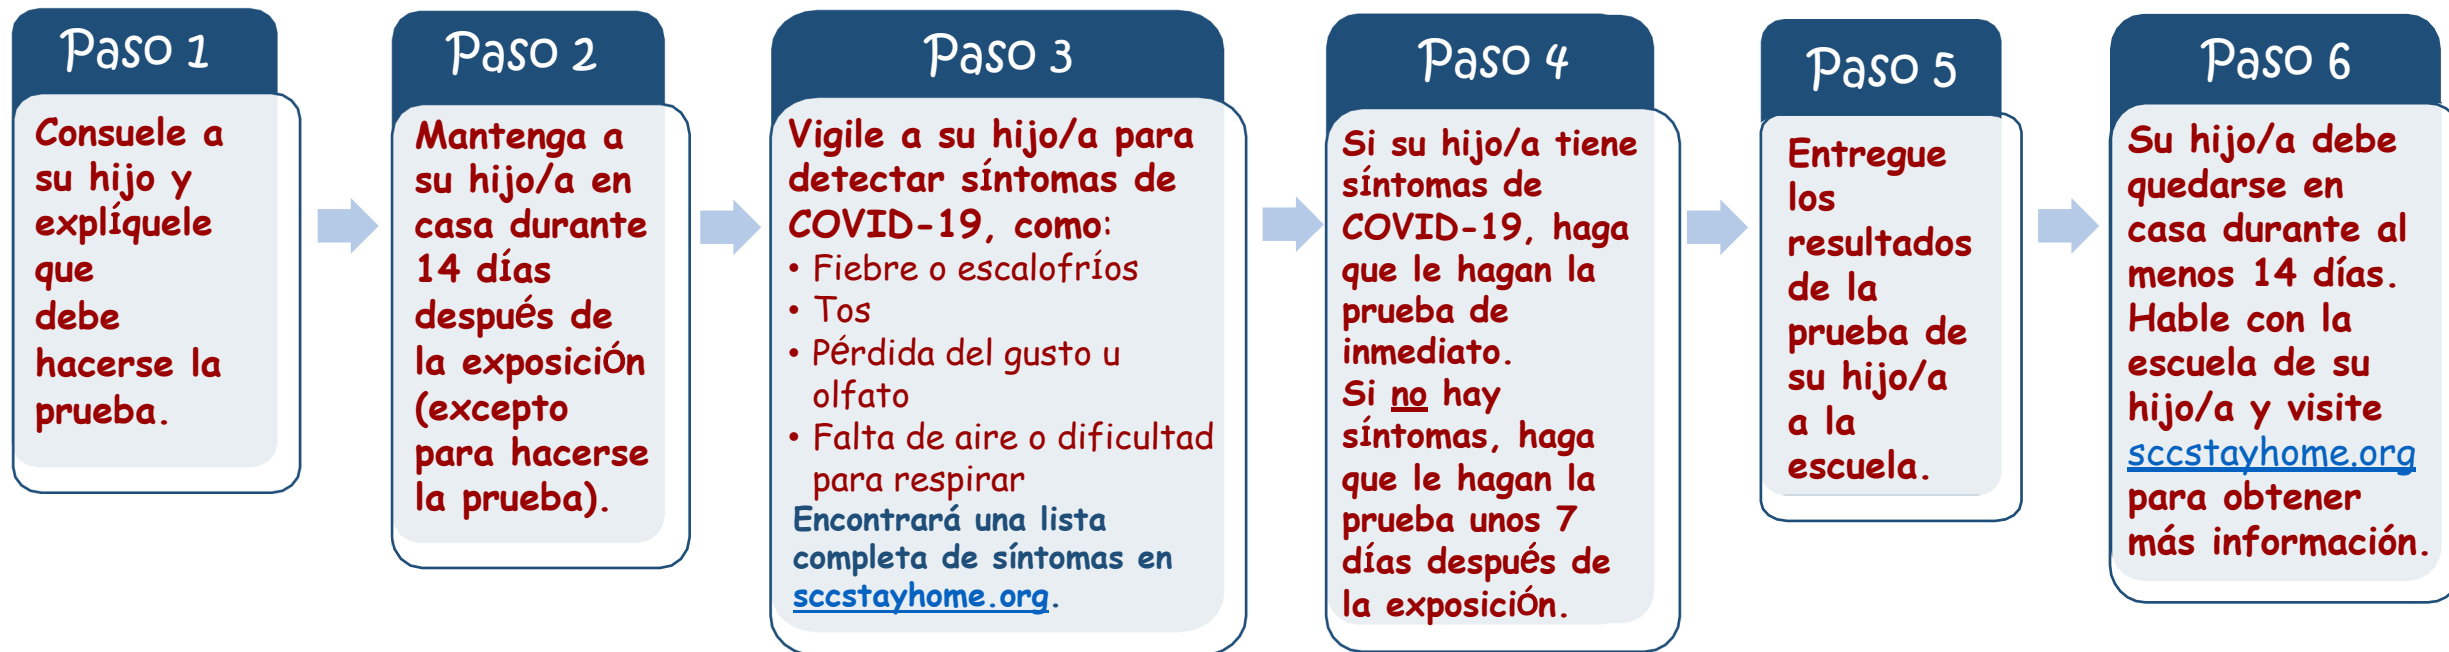 Paso 1
Consuele a
su hijo y
explíquele
que
debe
hacerse la
prueba.
Paso 2
Mantenga a
su hijo/a en
casa durante
14 días
después de
la exposición
(excepto
para hacerse
la prueba).
Paso 3
Vigile a su hijo/a para
detectar síntomas de
COVID-19, como:
• Fiebre o escalofríos
• Tos
• Pérdida del gusto u
olfato
• Falta de aire o dificultad
para respirar
Encontrará una lista
completa de síntomas en
sccstayhome.org.
Paso 4
Si su hijo/a tiene
síntomas de
COVID-19, haga
que le hagan la
prueba de
inmediato.
Si no hay
síntomas, haga
que le hagan la
prueba unos 7
días después de
la exposición.
Paso 5
Entregue
los
resultados
de la
prueba de
su hijo/a
a la
escuela.
Paso 6
Su hijo/a debe
quedarse en
casa durante al
menos 14 días.
Hable con la
escuela de su
hijo/a y visite
sccstayhome.org
para obtener
más información.